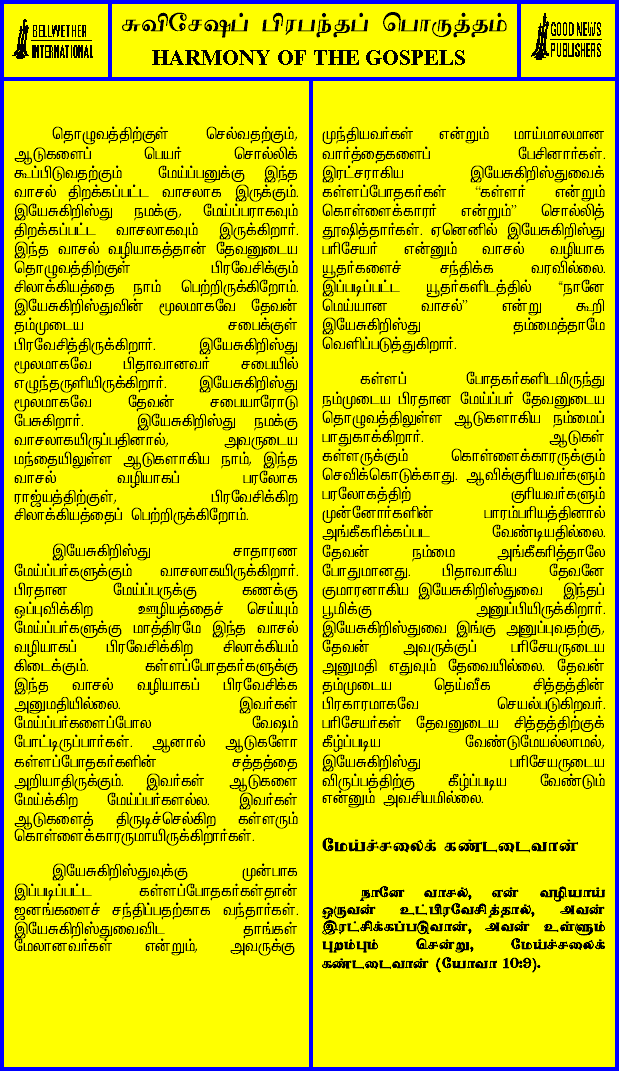 BELLWETHER
INTERNATIONAL
சுவிசேஷப் பிரபந்தப் பொருத்தம்
HARMONY OF THE GOSPELS
GOOD NEWS
PUBLISHERS
தொழுவத்திற்குள் செல்வதற்கும்,
ஆடுகளைப் பெயர் சொல்லிக்
கூப்பிடுவதற்கும் மேய்ப்பனுக்கு இந்த
வாசல் திறக்கப்பட்ட வாசலாக இருக்கும்.
இயேசுகிறிஸ்து நமக்கு, மேய்ப்பராகவும்
திறக்கப்பட்ட வாசலாகவும் இருக்கிறார்.
இந்த வாசல் வழியாகத்தான் தேவனுடைய
தொழுவத்திற்குள் பிரவேசிக்கும்
சிலாக்கியத்தை நாம் பெற்றிருக்கிறோம்.
இயேசுகிறிஸ்துவின் மூலமாகவே தேவன்
தம்முடைய சபைக்குள்
பிரவேசித்திருக்கிறார். இயேசுகிறிஸ்து
மூலமாகவே பிதாவானவர் சபையில்
எழுந்தருளியிருக்கிறார். இயேசுகிறிஸ்து
மூலமாகவே தேவன் சபையாரோடு
பேசுகிறார். இயேசுகிறிஸ்து நமக்கு
வாசலாகயிருப்பதினால், அவருடைய
மந்தையிலுள்ள ஆடுகளாகிய நாம், இந்த
வாசல் வழியாகப் பரலோக
ராஜ்யத்திற்குள், பிரவேசிக்கிற
சிலாக்கியத்தைப் பெற்றிருக்கிறோம்.
இயேசுகிறிஸ்து சாதாரண
மேய்ப்பர்களுக்கும் வாசலாகயிருக்கிறார்.
பிரதான மேய்ப்பருக்கு கணக்கு
ஒப்புவிக்கிற ஊழியத்தைச் செய்யும்
மேய்ப்பர்களுக்கு மாத்திரமே இந்த வாசல்
வழியாகப் பிரவேசிக்கிற சிலாக்கியம்
கிடைக்கும். கள்ளப்போதகர்களுக்கு
இந்த வாசல் வழியாகப் பிரவேசிக்க
அனுமதியில்லை. இவர்கள்
மேய்ப்பர்களைப்போல வேஷம்
போட்டிருப்பார்கள். ஆனால் ஆடுகளோ
கள்ளப்போதகர்களின் சத்தத்தை
அறியாதிருக்கும். இவர்கள் ஆடுகளை
மேய்க்கிற மேய்ப்பர்களல்ல. இவர்கள்
ஆடுகளைத் திருடிச்செல்கிற கள்ளரும்
கொள்ளைக்காரருமாயிருக்கிறார்கள்.
இயேசுகிறிஸ்துவுக்கு முன்பாக
இப்படிப்பட்ட கள்ளப்போதகர்கள்தான்
ஜனங்களைச் சந்திப்பதற்காக வந்தார்கள்.
இயேசுகிறிஸ்துவைவிட தாங்கள்
மேலானவர்கள் என்றும், அவருக்கு
முந்தியவர்கள் என்றும் மாய்மாலமான
வார்த்தைகளைப் பேசினார்கள்.
இரட்சராகிய இயேசுகிறிஸ்துவைக்
கள்ளப்போதகர்கள் “கள்ளர் என்றும்
கொள்ளைக்காரர் என்றும்” சொல்லித்
தூஷித்தார்கள். ஏனெனில் இயேசுகிறிஸ்து
பரிசேயர் என்னும் வாசல் வழியாக
யூதர்களைச் சந்திக்க வரவில்லை.
இப்படிப்பட்ட யூதர்களிடத்தில் “நானே
மெய்யான வாசல்” என்று கூறி
இயேசுகிறிஸ்து தம்மைத்தாமே
வெளிப்படுத்துகிறார்.
கள்ளப் போதகர்களிடமிருந்து
நம்முடைய பிரதான மேய்ப்பர் தேவனுடைய
தொழுவத்திலுள்ள ஆடுகளாகிய நம்மைப்
பாதுகாக்கிறார். ஆடுகள்
கள்ளருக்கும் கொள்ளைக்காரருக்கும்
செவிக்கொடுக்காது. ஆவிக்குரியவர்களும்
பரலோகத்திற் குரியவர்களும்
முன்னோர்களின் பாரம்பரியத்தினால்
அங்கீகரிக்கப்பட வேண்டியதில்லை.
தேவன் நம்மை அங்கீகரித்தாலே
போதுமானது. பிதாவாகிய தேவனே
குமாரனாகிய இயேசுகிறிஸ்துவை இந்தப்
பூமிக்கு அனுப்பியிருக்கிறார்.
இயேசுகிறிஸ்துவை இங்கு அனுப்புவதற்கு,
தேவன் அவருக்குப் பரிசேயருடைய
அனுமதி எதுவும் தேவையில்லை. தேவன்
தம்முடைய தெய்வீக சித்தத்தின்
பிரகாரமாகவே செயல்படுகிறவர்.
பரிசேயர்கள் தேவனுடைய சித்தத்திற்குக்
கீழ்ப்படிய வேண்டுமேயல்லாமல்,
இயேசுகிறிஸ்து பரிசேயருடைய
விருப்பத்திற்கு கீழ்ப்படிய வேண்டும்
என்னும் அவசியமில்லை.
மேய்ச்சலைக் கண்டடைவான்
நானே வாசல், என் வழியாய்
ஒருவன் உட்பிரவேசித்தால், அவன்
இரட்சிக்கப்படுவான், அவன் உள்ளும்
புறம்பும் சென்று, மேய்ச்சலைக்
கண்டடைவான் (யோவா 10:9).